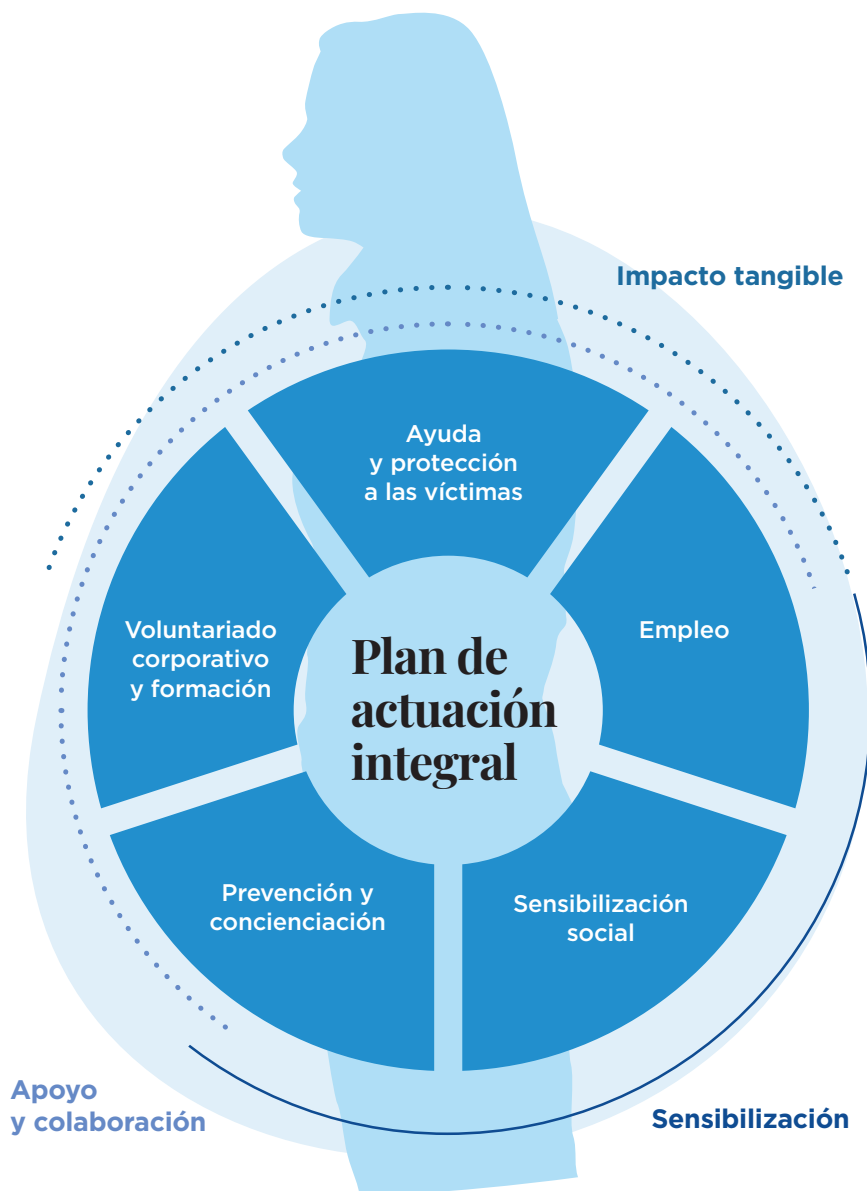 Impacto tangible
Ayuda
y protección
a las víctimas
Voluntariado
corporativo
y formación
Empleo
Plan de
actuación
integral
Prevención y
concienciación
Sensibilización
social
Apoyo
y colaboración
Sensibilización